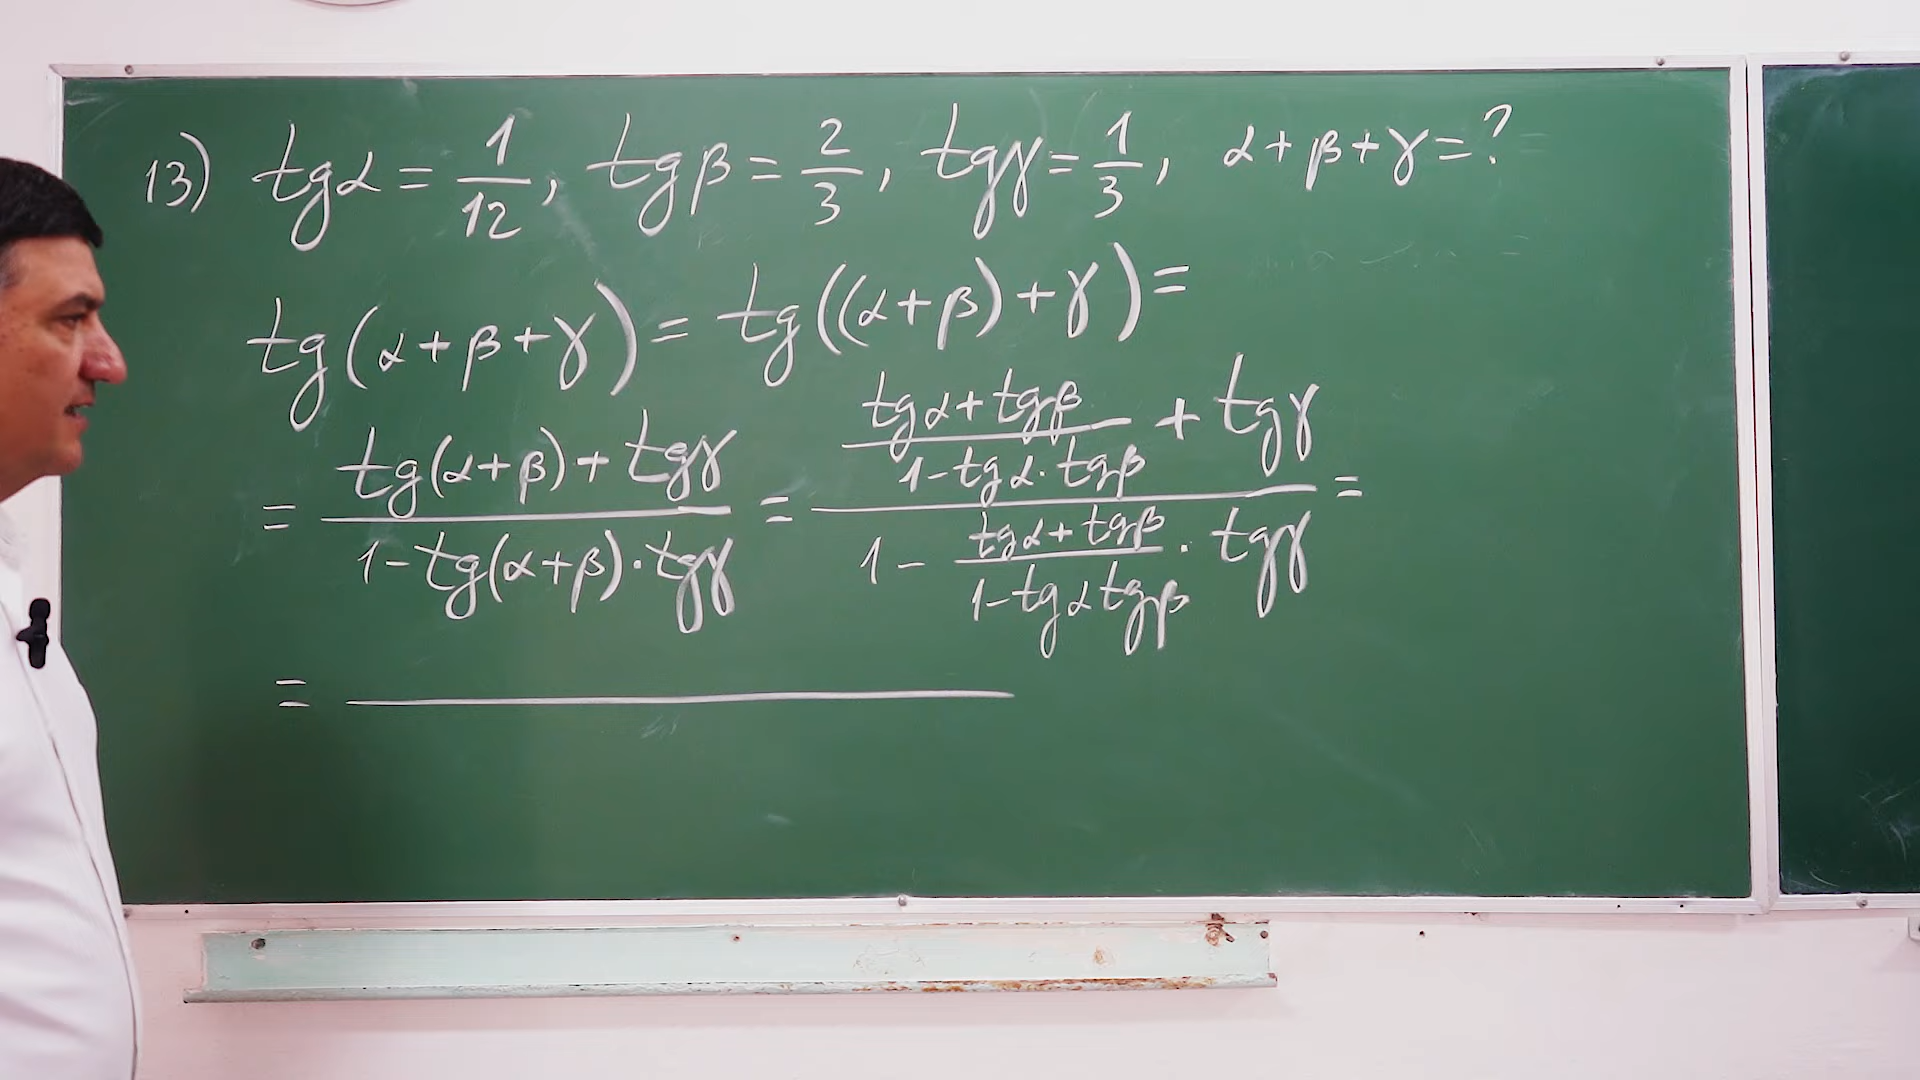 13) tgα = 1/12, tgβ = 2/3, tgγ = 1/3, α+β+γ=?
tg(α+β+γ) = tg((α+β)+γ) =
= (tg(α+β)+tgγ)/(1-tg(α+β)·tgγ) = ((tgα+tgβ)/(1-tgα·tgβ) + tgγ)/(1 - (tgα+tgβ)/(1-tgα tgβ) · tgγ) =
=